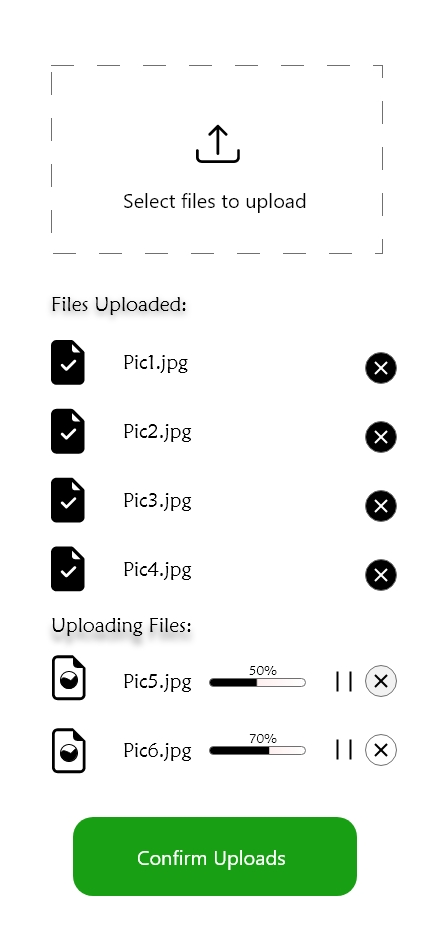 Select files to upload
Files Uploaded:
Pic1.jpg
Pic2.jpg
Pic3.jpg
Pic4.jpg
Uploading Files:
50%
Pic5.jpg
70%
Pic6.jpg
Confirm Uploads